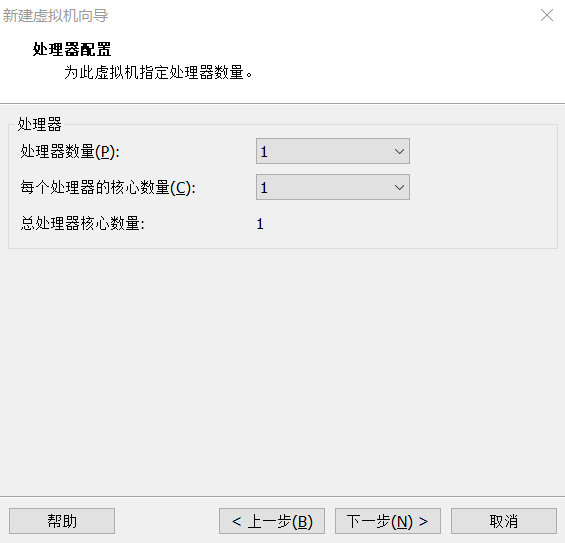 新建虚拟机向导
处理器配置
为此虚拟机指定处理器数量。
处理器
处理器数量(P): 1
每个处理器的核心数量(C): 1
总处理器核心数量: 1
帮助 < 上一步(B) 下一步(N) > 取消